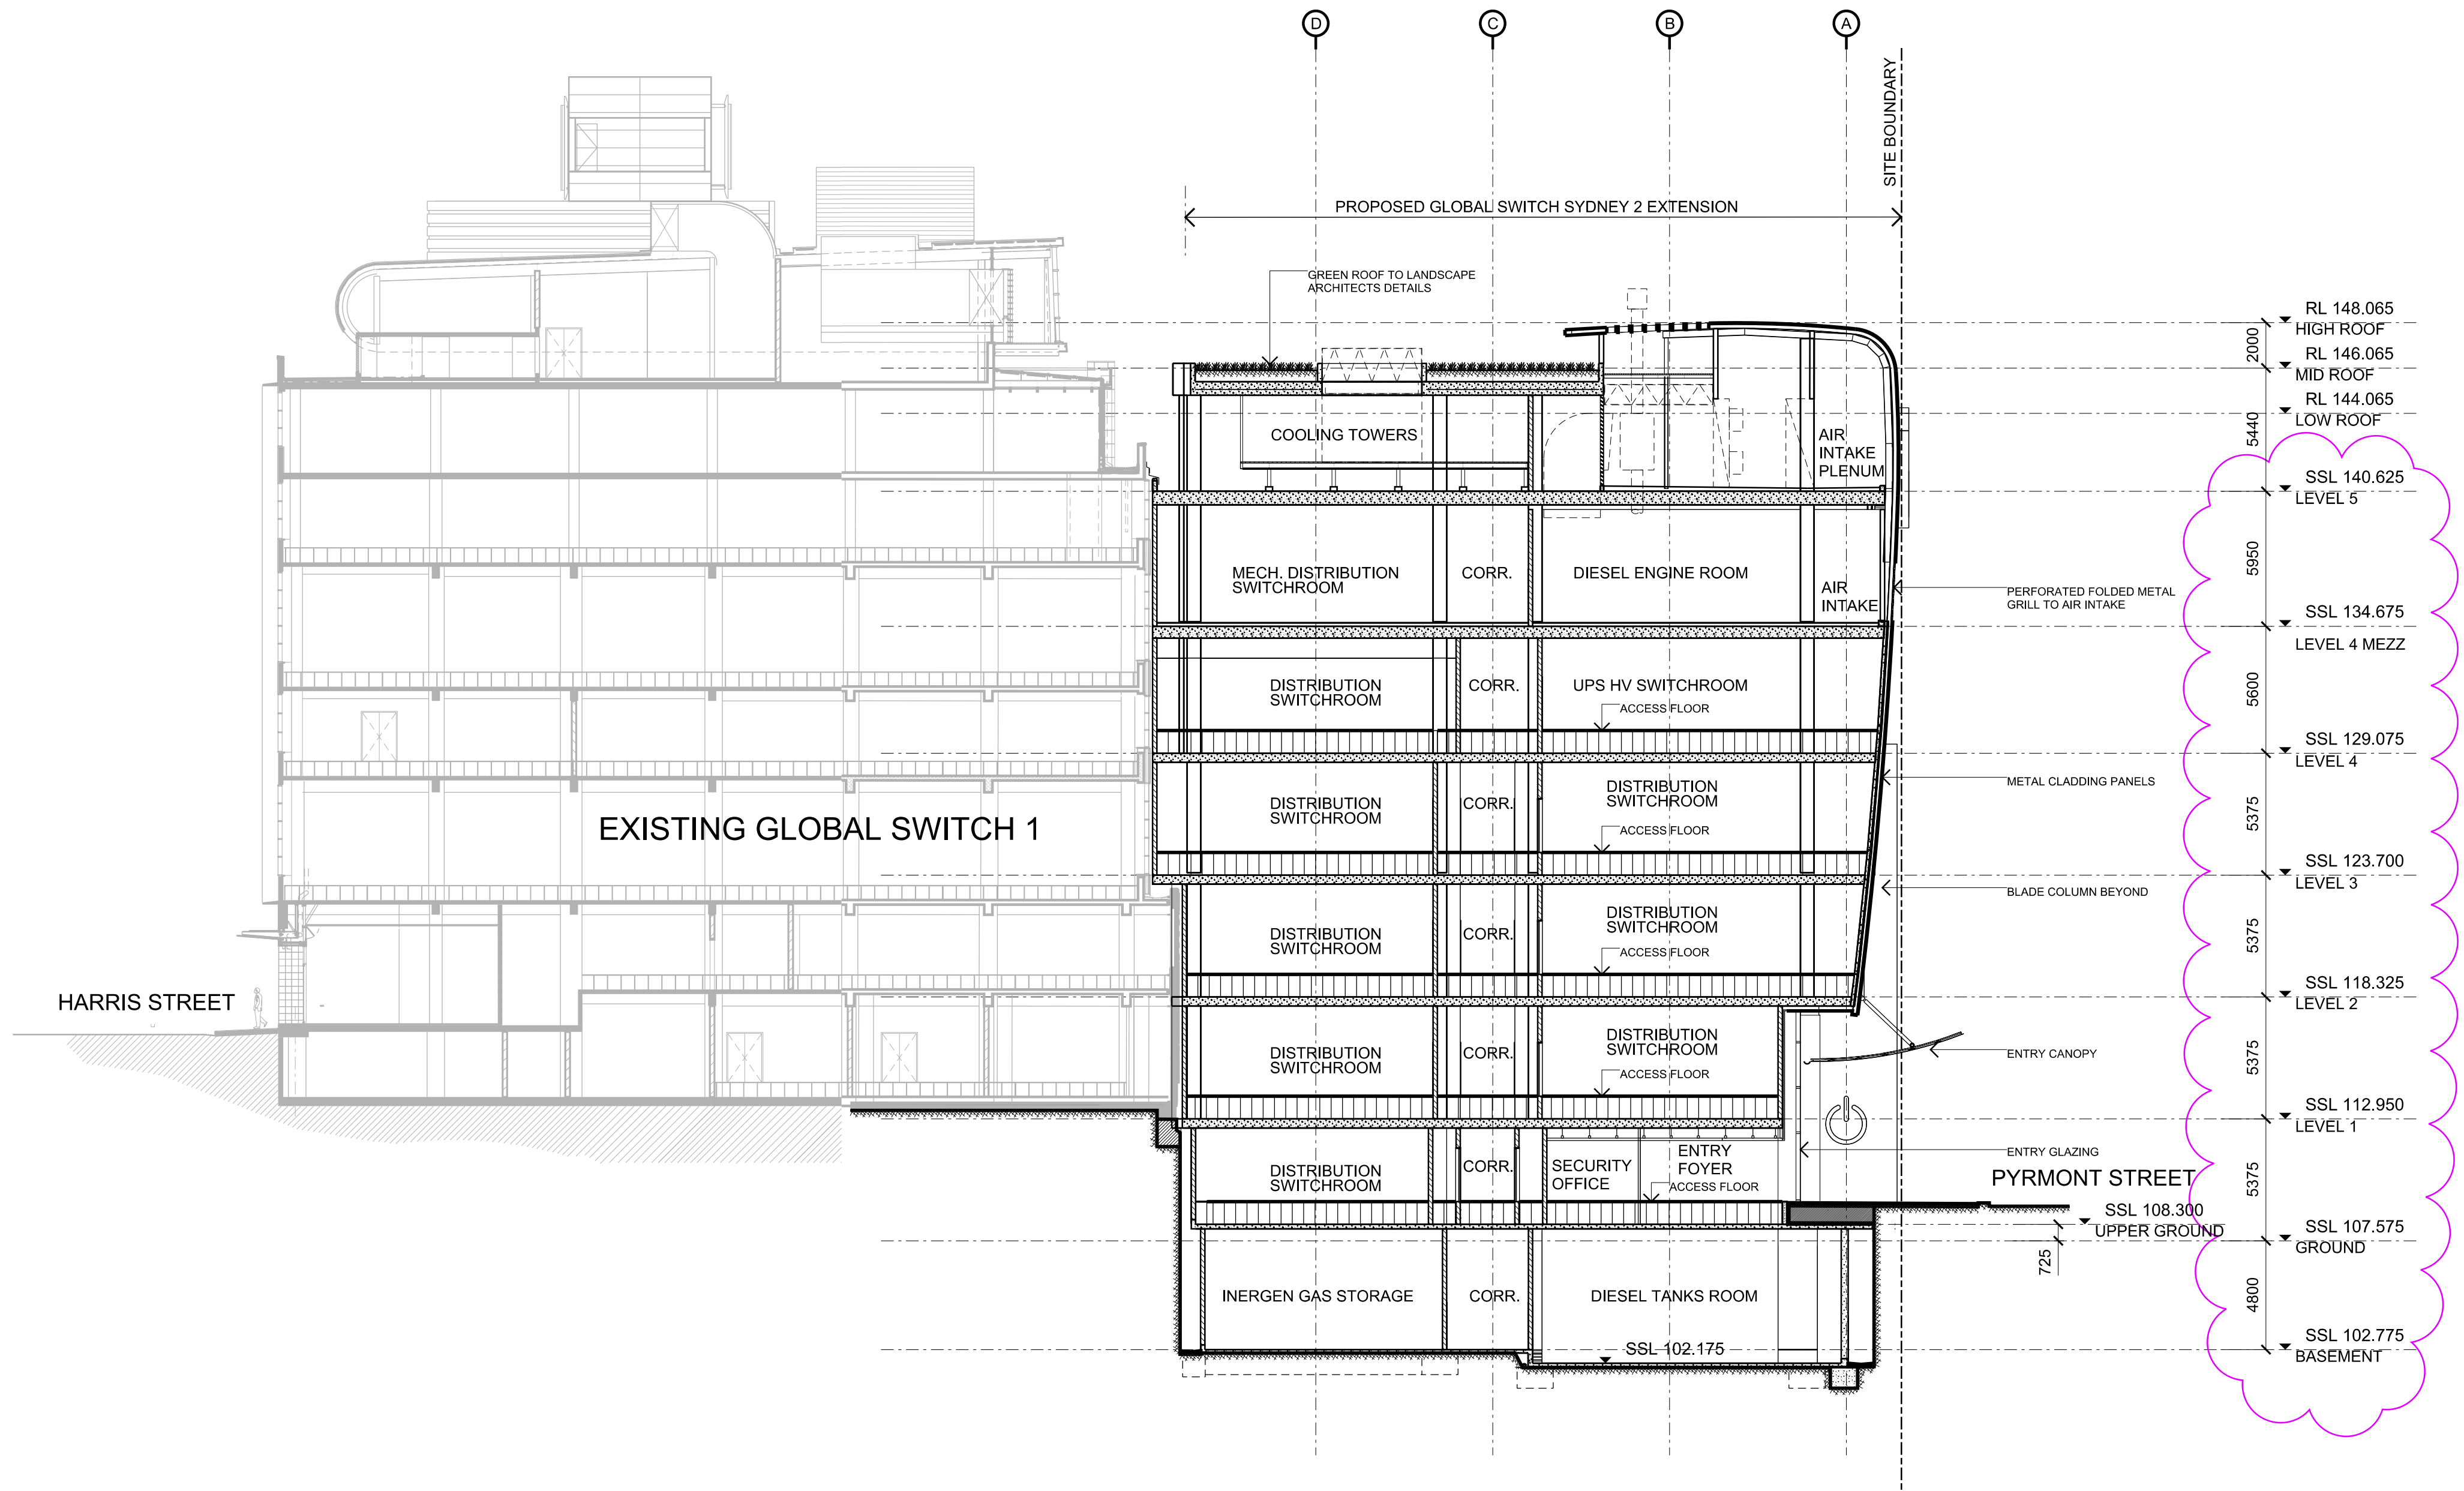 D
C
B
A
SITE BOUNDARY
PROPOSED GLOBAL SWITCH SYDNEY 2 EXTENSION
GREEN ROOF TO LANDSCAPE
ARCHITECTS DETAILS
RL 148.065
HIGH ROOF
2000
RL 146.065
MID ROOF
RL 144.065
LOW ROOF
5440
COOLING TOWERS
AIR
INTAKE
PLENUM
SSL 140.625
LEVEL 5
MECH. DISTRIBUTION
SWITCHROOM
CORR.
DIESEL ENGINE ROOM
AIR
INTAKE
PERFORATED FOLDED METAL
GRILL TO AIR INTAKE
5950
SSL 134.675
LEVEL 4 MEZZ
DISTRIBUTION
SWITCHROOM
CORR.
UPS HV SWITCHROOM
ACCESS FLOOR
5600
SSL 129.075
LEVEL 4
METAL CLADDING PANELS
DISTRIBUTION
SWITCHROOM
CORR.
DISTRIBUTION
SWITCHROOM
ACCESS FLOOR
5375
EXISTING GLOBAL SWITCH 1
SSL 123.700
LEVEL 3
BLADE COLUMN BEYOND
DISTRIBUTION
SWITCHROOM
CORR.
DISTRIBUTION
SWITCHROOM
ACCESS FLOOR
5375
HARRIS STREET
SSL 118.325
LEVEL 2
DISTRIBUTION
SWITCHROOM
CORR.
DISTRIBUTION
SWITCHROOM
ACCESS FLOOR
ENTRY CANOPY
5375
SSL 112.950
LEVEL 1
ENTRY GLAZING
DISTRIBUTION
SWITCHROOM
CORR.
SECURITY
OFFICE
ENTRY
FOYER
ACCESS FLOOR
PYRMONT STREET
5375
SSL 108.300
UPPER GROUND
SSL 107.575
GROUND
725
INERGEN GAS STORAGE
CORR.
DIESEL TANKS ROOM
4800
SSL 102.175
SSL 102.775
BASEMENT